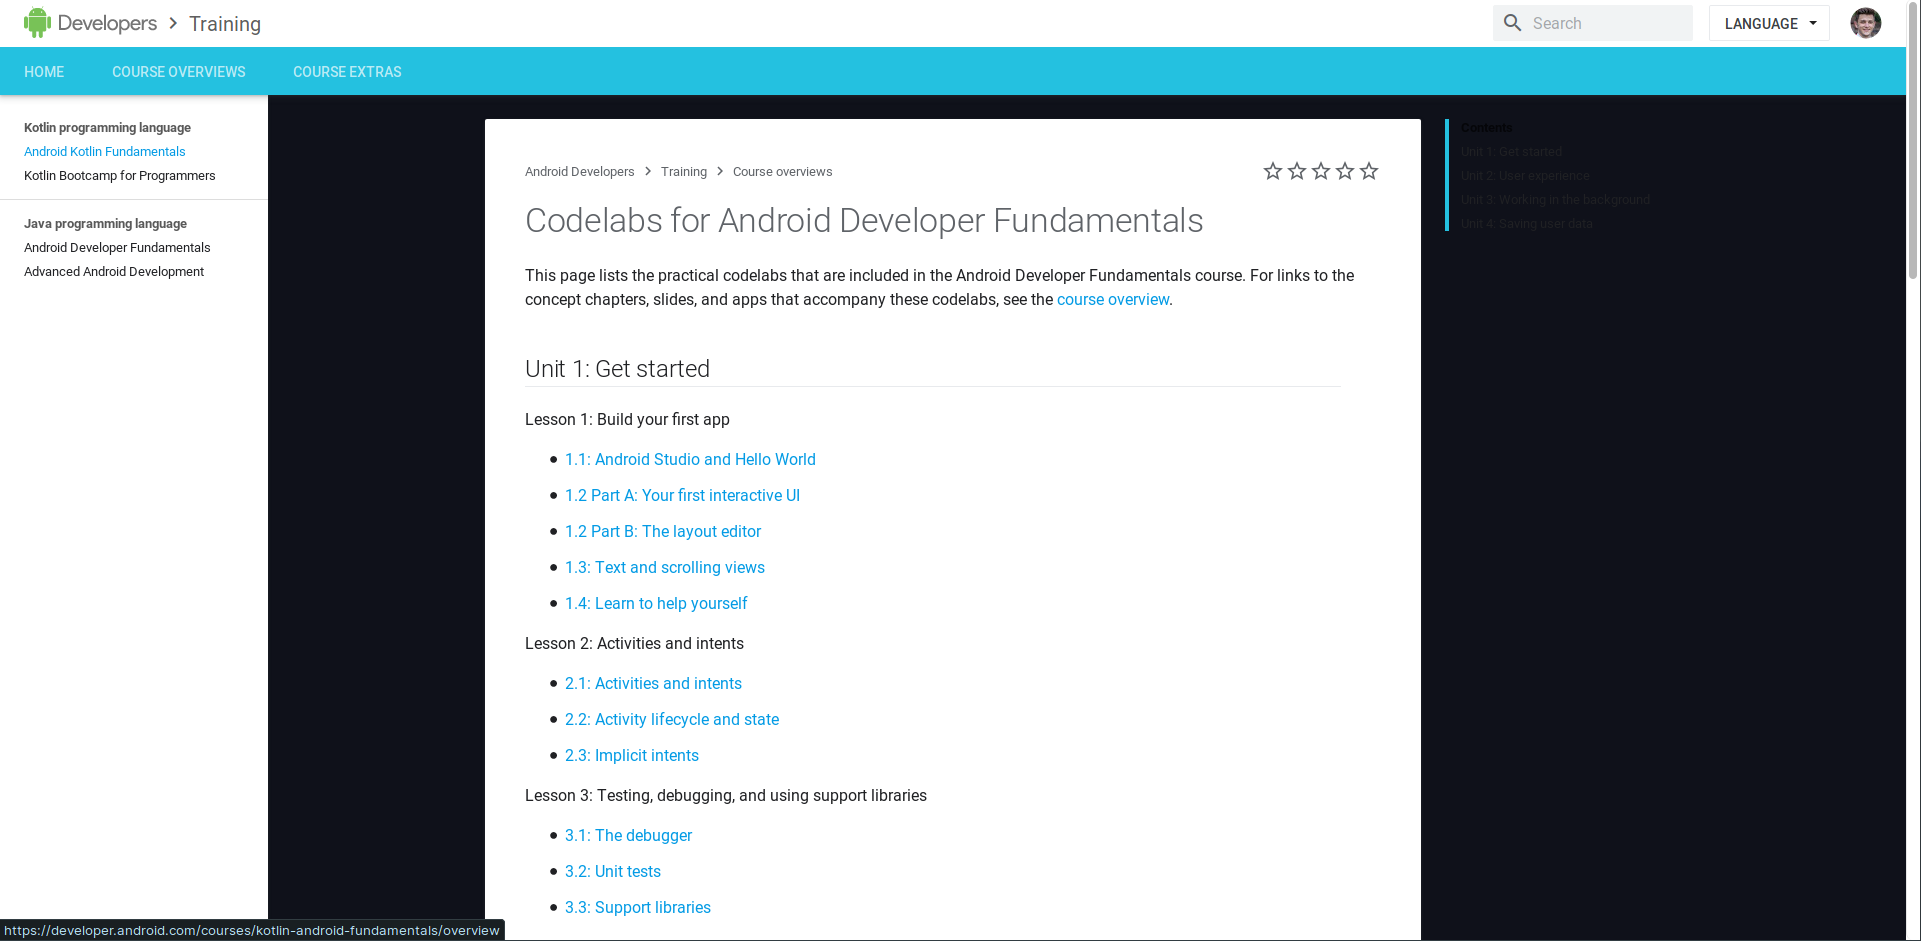 Developers > Training
Search
LANGUAGE
HOME
COURSE OVERVIEWS
COURSE EXTRAS
Kotlin programming language
Android Kotlin Fundamentals
Kotlin Bootcamp for Programmers
Java programming language
Android Developer Fundamentals
Advanced Android Development
Android Developers > Training > Course overviews
Codelabs for Android Developer Fundamentals
This page lists the practical codelabs that are included in the Android Developer Fundamentals course. For links to the
concept chapters, slides, and apps that accompany these codelabs, see the course overview.
Unit 1: Get started
Lesson 1: Build your first app
1.1: Android Studio and Hello World
1.2 Part A: Your first interactive UI
1.2 Part B: The layout editor
1.3: Text and scrolling views
1.4: Learn to help yourself
Lesson 2: Activities and intents
2.1: Activities and intents
2.2: Activity lifecycle and state
2.3: Implicit intents
Lesson 3: Testing, debugging, and using support libraries
3.1: The debugger
3.2: Unit tests
3.3: Support libraries
Contents
Unit 1: Get started
Unit 2: User experience
Unit 3: Working in the background
Unit 4: Saving user data
https://developer.android.com/courses/kotlin-android-fundamentals/overview